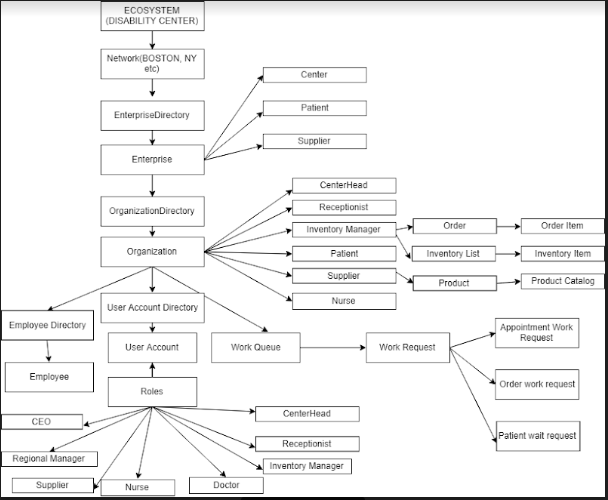 ECOSYSTEM
(DISABILITY CENTER)
Network(BOSTON, NY
etc)
Center
EnterpriseDirectory
Patient
Supplier
Enterprise
CenterHead
OrganizationDirectory
Receptionist
Inventory Manager
Order
Order Item
Organization
Patient
Inventory List
Inventory Item
Supplier
Product
Product Catalog
Nurse
User Account Directory
Employee Directory
Appointment Work
Request
User Account
Work Queue
Work Request
Employee
Order work request
Roles
CenterHead
CEO
Patient wait request
Receptionist
Regional Manager
Inventory Manager
Supplier
Nurse
Doctor